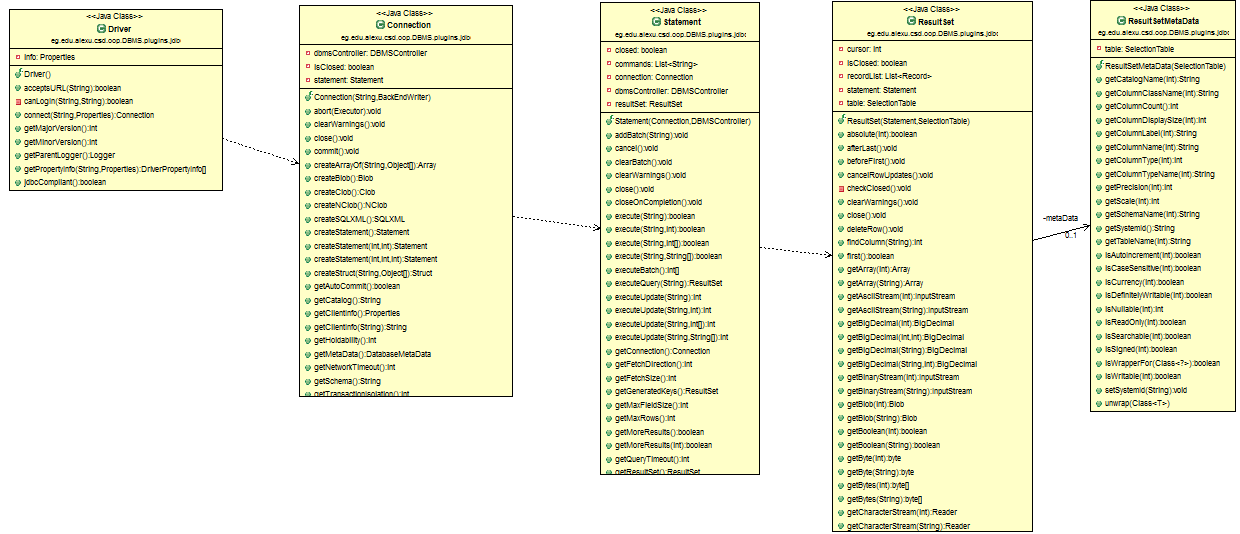 <<Java Class>>
Driver
eg.edu.alexu.csd.oop.DBMS.plugins.jdbc
info: Properties
Driver()
acceptsURL(String):boolean
canLogin(String,String):boolean
connect(String,Properties):Connection
getMajorVersion():int
getMinorVersion():int
getParentLogger():Logger
getPropertyInfo(String,Properties):DriverPropertyInfo[]
jdbcCompliant():boolean
<<Java Class>>
Connection
eg.edu.alexu.csd.oop.DBMS.plugins.jdbc
dbmsController: DBMSController
isClosed: boolean
statement: Statement
Connection(String,BackEndWriter)
abort(Executor):void
clearWarnings():void
close():void
commit():void
createArrayOf(String,Object[]):Array
createBlob():Blob
createClob():Clob
createNClob():NClob
createSQLXML():SQLXML
createStatement():Statement
createStatement(int,int):Statement
createStatement(int,int,int):Statement
createStruct(String,Object[]):Struct
getAutoCommit():boolean
getCatalog():String
getClientInfo():Properties
getClientInfo(String):String
getHoldability():int
getMetaData():DatabaseMetaData
getNetworkTimeout():int
getSchema():String
getTransactionIsolation():int
<<Java Class>>
Statement
eg.edu.alexu.csd.oop.DBMS.plugins.jdbc
closed: boolean
commands: List<String>
connection: Connection
dbmsController: DBMSController
resultSet: ResultSet
Statement(Connection,DBMSController)
addBatch(String):void
cancel():void
clearBatch():void
clearWarnings():void
close():void
closeOnCompletion():void
execute(String):boolean
execute(String,int):boolean
execute(String,int[]):boolean
execute(String,String[]):boolean
executeBatch():int[]
executeQuery(String):ResultSet
executeUpdate(String):int
executeUpdate(String,int):int
executeUpdate(String,int[]):int
executeUpdate(String,String[]):int
getConnection():Connection
getFetchDirection():int
getFetchSize():int
getGeneratedKeys():ResultSet
getMaxFieldSize():int
getMaxRows():int
getMoreResults():boolean
getMoreResults(int):boolean
getQueryTimeout():int
getResultSet():ResultSet
<<Java Class>>
ResultSet
eg.edu.alexu.csd.oop.DBMS.plugins.jdbc
cursor: int
isClosed: boolean
recordList: List<Record>
statement: Statement
table: SelectionTable
ResultSet(Statement,SelectionTable)
absolute(int):boolean
afterLast():void
beforeFirst():void
cancelRowUpdates():void
checkClosed():void
clearWarnings():void
close():void
deleteRow():void
findColumn(String):int
first():boolean
getArray(int):Array
getArray(String):Array
getAsciiStream(int):InputStream
getAsciiStream(String):InputStream
getBigDecimal(int):BigDecimal
getBigDecimal(int,int):BigDecimal
getBigDecimal(String):BigDecimal
getBigDecimal(String,int):BigDecimal
getBinaryStream(int):InputStream
getBinaryStream(String):InputStream
getBlob(int):Blob
getBlob(String):Blob
getBoolean(int):boolean
getBoolean(String):boolean
getByte(int):byte
getByte(String):byte
getBytes(int):byte[]
getBytes(String):byte[]
getCharacterStream(int):Reader
getCharacterStream(String):Reader
-metaData
0..1
<<Java Class>>
ResultSetMetaData
eg.edu.alexu.csd.oop.DBMS.plugins.jdbc
table: SelectionTable
ResultSetMetaData(SelectionTable)
getCatalogName(int):String
getColumnClassName(int):String
getColumnCount():int
getColumnDisplaySize(int):int
getColumnLabel(int):String
getColumnName(int):String
getColumnType(int):int
getColumnTypeName(int):String
getPrecision(int):int
getScale(int):int
getSchemaName(int):String
getSystemId():String
getTableName(int):String
isAutoIncrement(int):boolean
isCaseSensitive(int):boolean
isCurrency(int):boolean
isDefinitelyWritable(int):boolean
isNullable(int):int
isReadOnly(int):boolean
isSearchable(int):boolean
isSigned(int):boolean
isWrapperFor(Class<?>):boolean
isWritable(int):boolean
setSystemId(String):void
unwrap(Class<T>)